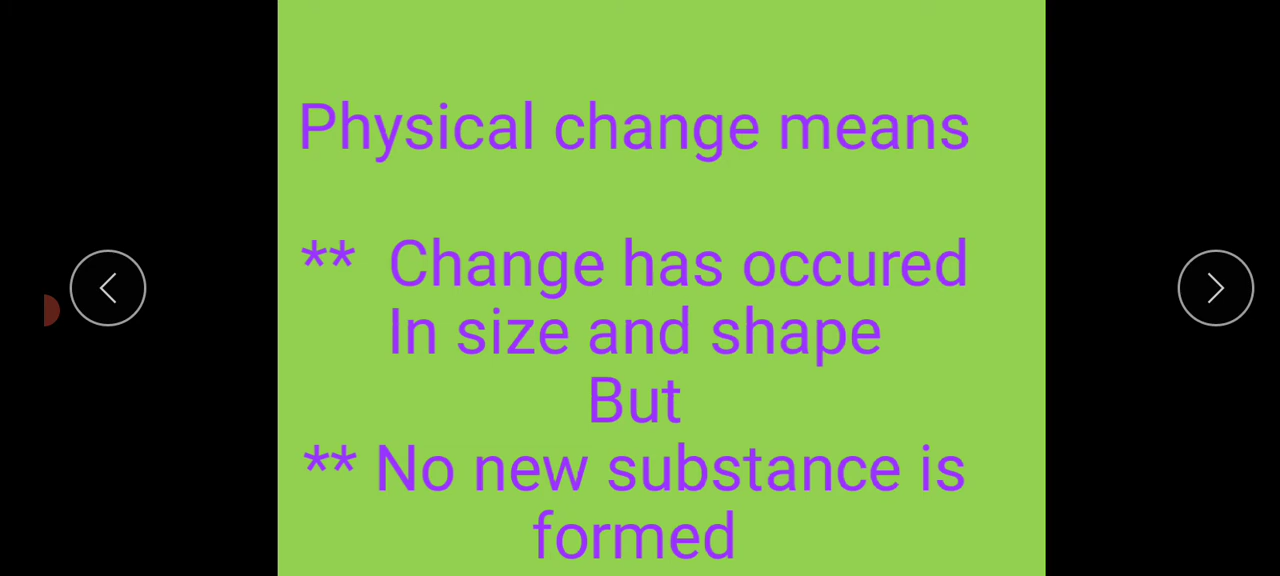 Physical change means
** Change has occured
In size and shape
But
** No new substance is
formed